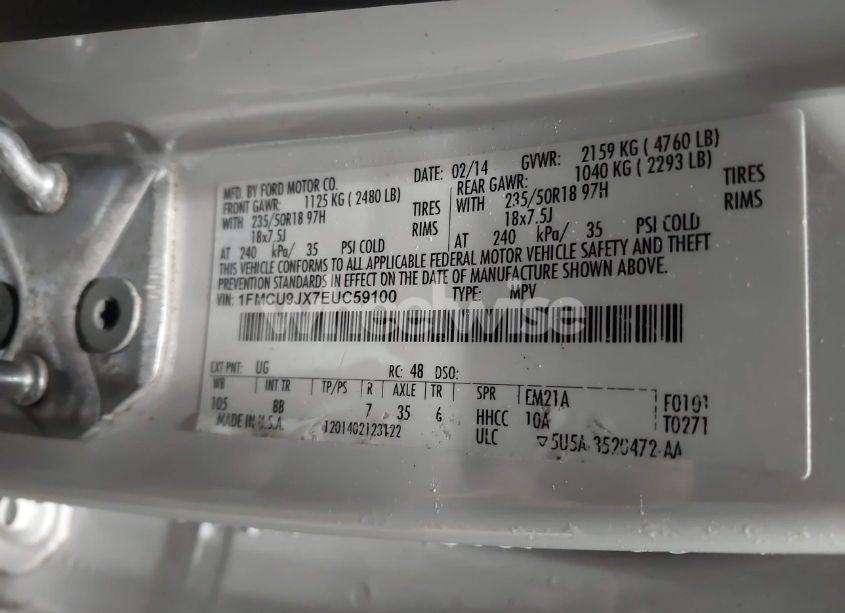 MFD. BY FORD MOTOR CO. DATE: 02/14 GVWR: 2159 KG ( 4760 LB)
FRONT GAWR: 1125 KG ( 2480 LB) REAR GAWR: 1040 KG ( 2293 LB)
WITH 235/50R18 97H TIRES WITH 235/50R18 97H TIRES
18x7.5J RIMS 18x7.5J RIMS
AT 240 kPa/ 35 PSI COLD AT 240 kPa/ 35 PSI COLD
THIS VEHICLE CONFORMS TO ALL APPLICABLE FEDERAL MOTOR VEHICLE SAFETY AND THEFT
PREVENTION STANDARDS IN EFFECT ON THE DATE OF MANUFACTURE SHOWN ABOVE.
VIN: 1FMCU9JX7EUC59100 TYPE: MPV
wheelwise
EXT PNT: UG RC: 48 DSO:
WB INT TR TP/PS R AXLE TR SPR EM21A F0101
105 8B 7 35 6 HHCC 10A T0271
MADE IN U.S.A. 1201402123122 ULC 5U5A-3520472-AA